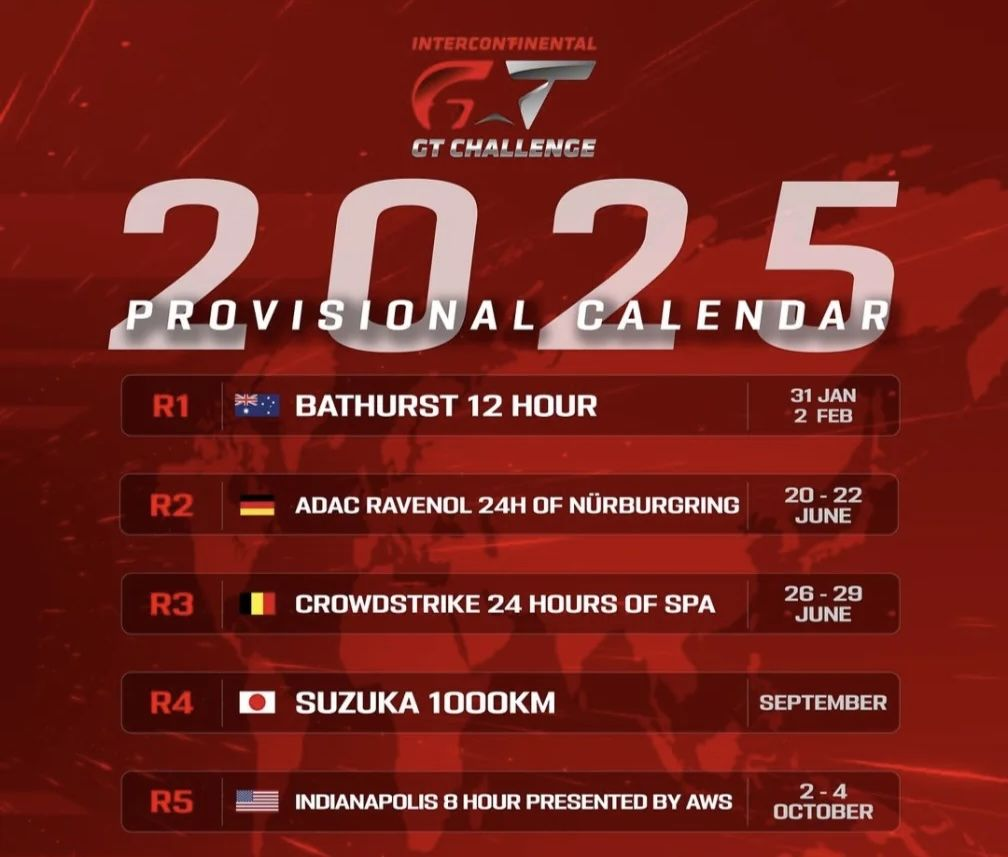 INTERCONTINENTAL
GT
GT CHALLENGE
2025
PROVISIONAL CALENDAR
R1 BATHURST 12 HOUR 31 JAN
2 FEB
R2 ADAC RAVENOL 24H OF NÜRBURGRING 20 - 22
JUNE
R3 CROWDSTRIKE 24 HOURS OF SPA 26 - 29
JUNE
R4 SUZUKA 1000KM SEPTEMBER
R5 INDIANAPOLIS 8 HOUR PRESENTED BY AWS 2 - 4
OCTOBER